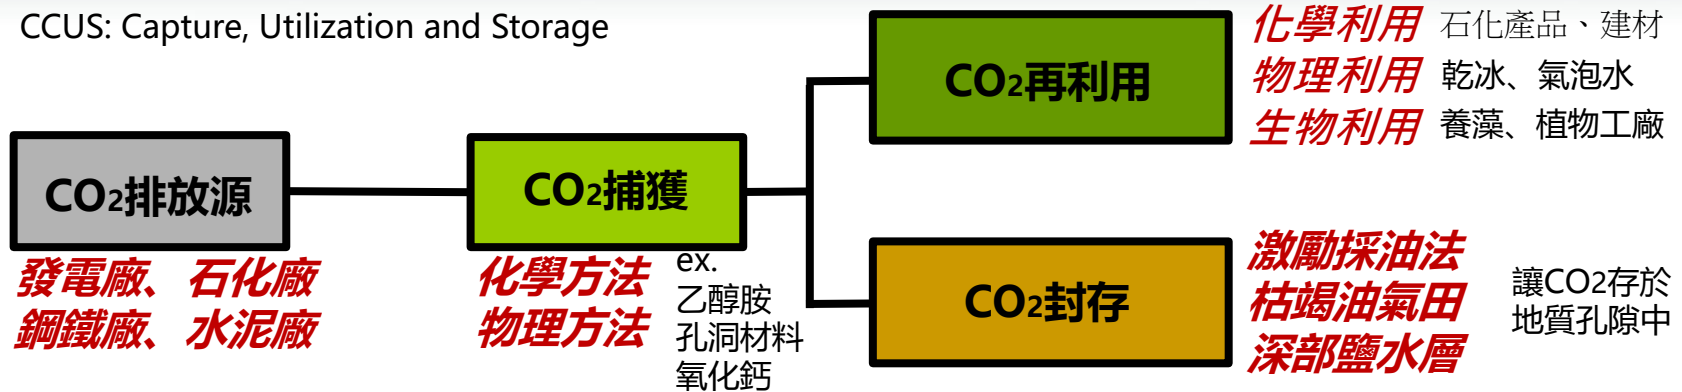 CCUS: Capture, Utilization and Storage
CO2排放源
發電廠、石化廠
鋼鐵廠、水泥廠
CO2捕獲
化學方法
物理方法
ex.
乙醇胺
孔洞材料
氧化鈣
CO2再利用
化學利用 石化產品、建材
物理利用 乾冰、氣泡水
生物利用 養藻、植物工廠
CO2封存
激勵採油法
枯竭油氣田
深部鹽水層
讓CO2存於
地質孔隙中